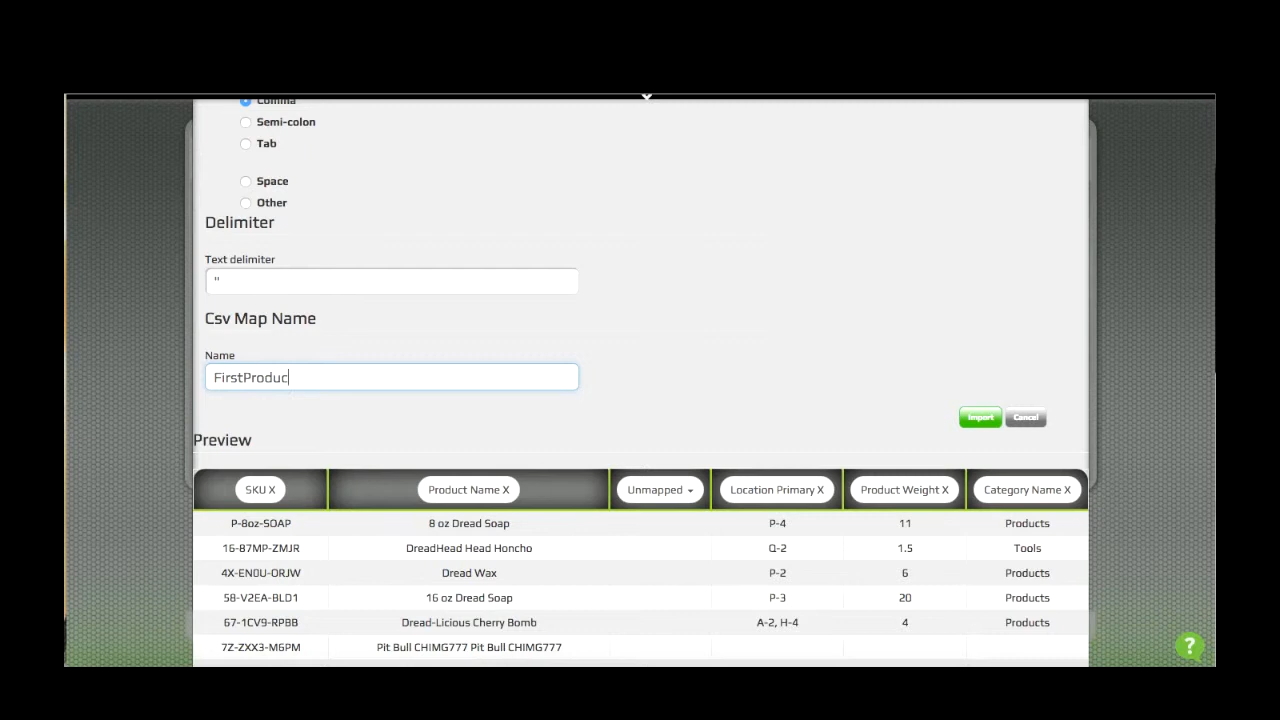 Comma
Semi-colon
Tab
Space
Other
Delimiter
Text delimiter
"
Csv Map Name
Name
FirstProduc
Import Cancel
Preview
SKU X Product Name X Unmapped Location Primary X Product Weight X Category Name X
P-8oz-SOAP 8 oz Dread Soap P-4 11 Products
16-87MP-ZMJR DreadHead Head Honcho Q-2 1.5 Tools
4X-EN0U-ORJW Dread Wax P-2 6 Products
58-V2EA-BLD1 16 oz Dread Soap P-3 20 Products
67-1CV9-RPBB Dread-Licious Cherry Bomb A-2, H-4 4 Products
7Z-ZXX3-M6PM Pit Bull CHIMG777 Pit Bull CHIMG777
?